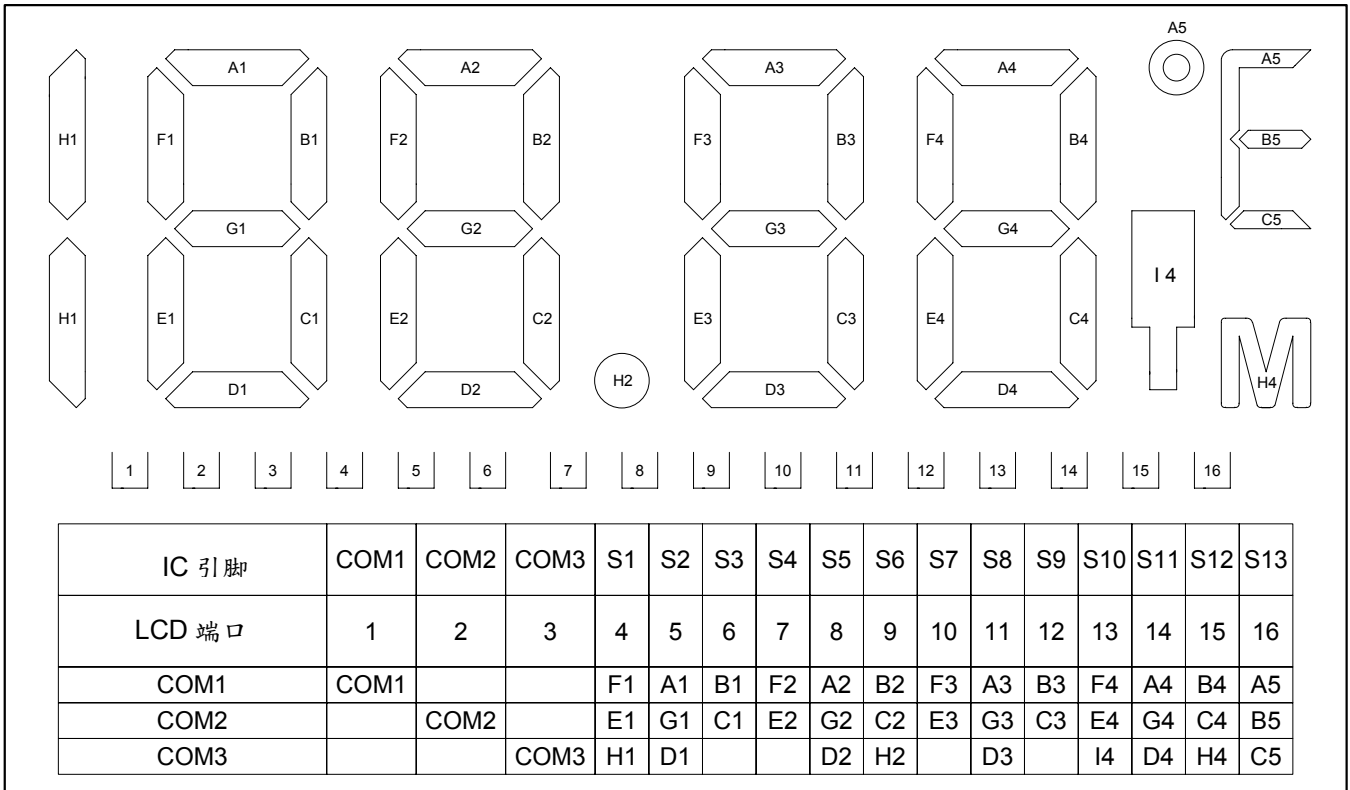 A5
A1 A2 A3 A4 A5
H1 F1 B1 F2 B2 F3 B3 F4 B4 B5
G1 G2 G3 G4 C5
I 4
H1 E1 C1 E2 C2 E3 C3 E4 C4
D1 D2 H2 D3 D4 H4
1 2 3 4 5 6 7 8 9 10 11 12 13 14 15 16
IC 引脚 COM1 COM2 COM3 S1 S2 S3 S4 S5 S6 S7 S8 S9 S10 S11 S12 S13
LCD 端口 1 2 3 4 5 6 7 8 9 10 11 12 13 14 15 16
COM1 COM1 F1 A1 B1 F2 A2 B2 F3 A3 B3 F4 A4 B4 A5
COM2 COM2 E1 G1 C1 E2 G2 C2 E3 G3 C3 E4 G4 C4 B5
COM3 COM3 H1 D1 D2 H2 D3 I4 D4 H4 C5